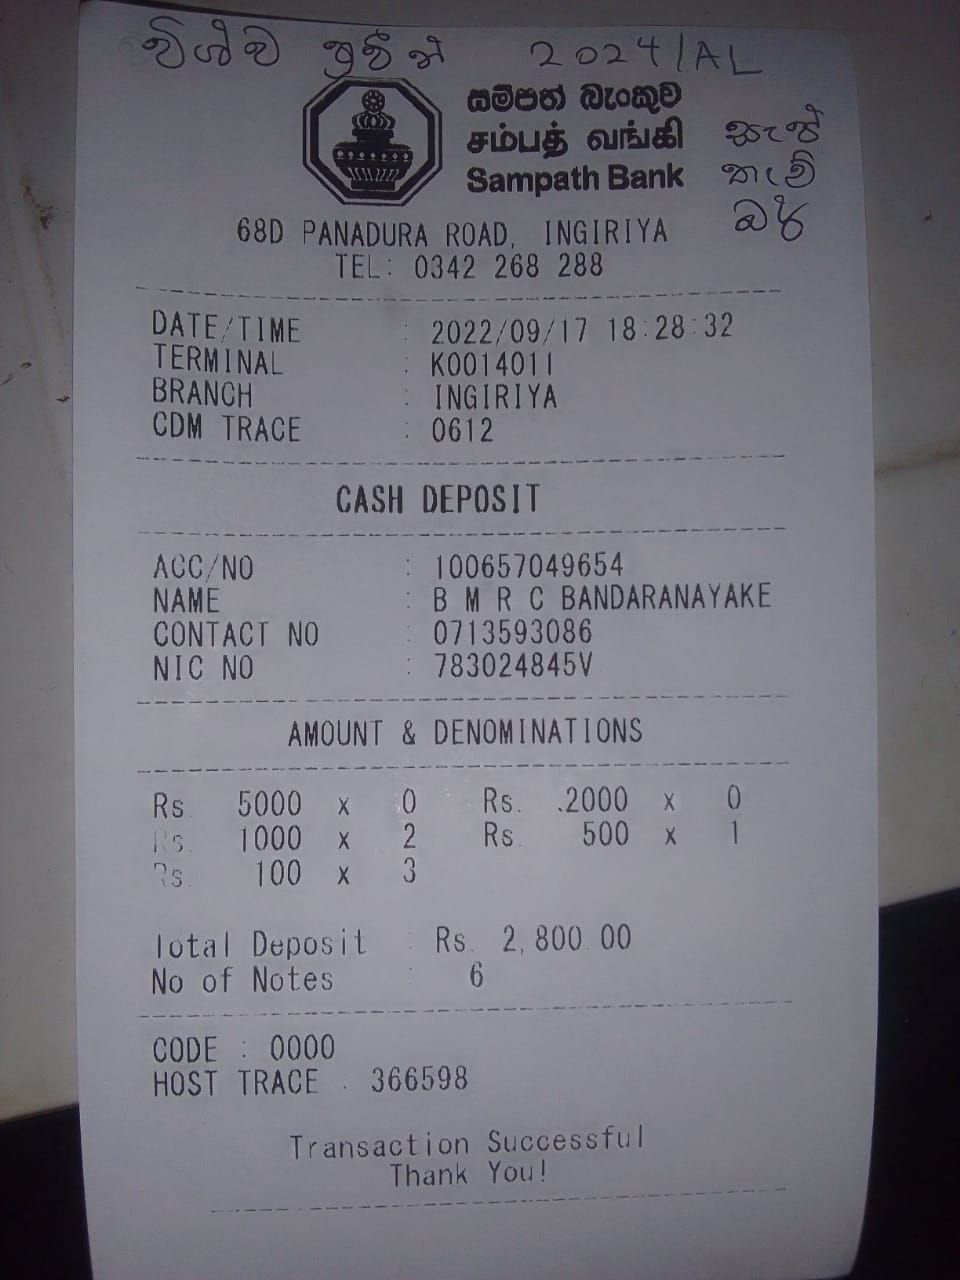 විශ්ව ප්‍රවීන් 2024/AL
සම්පත් බැංකුව
சம்பத் வங்கி
Sampath Bank
සැප්
තැම්
බර්
68D PANADURA ROAD, INGIRIYA
TEL: 0342 268 288
DATE/TIME : 2022/09/17 18:28:32
TERMINAL : K0014011
BRANCH : INGIRIYA
CDM TRACE : 0612
CASH DEPOSIT
ACC/NO : 100657049654
NAME : B M R C BANDARANAYAKE
CONTACT NO : 0713593086
NIC NO : 783024845V
AMOUNT & DENOMINATIONS
Rs 5000 x 0 Rs. .2000 x 0
Rs. 1000 x 2 Rs. 500 x 1
Rs. 100 x 3
Total Deposit : Rs. 2,800.00
No of Notes : 6
CODE : 0000
HOST TRACE : 366598
Transaction Successful
Thank You!